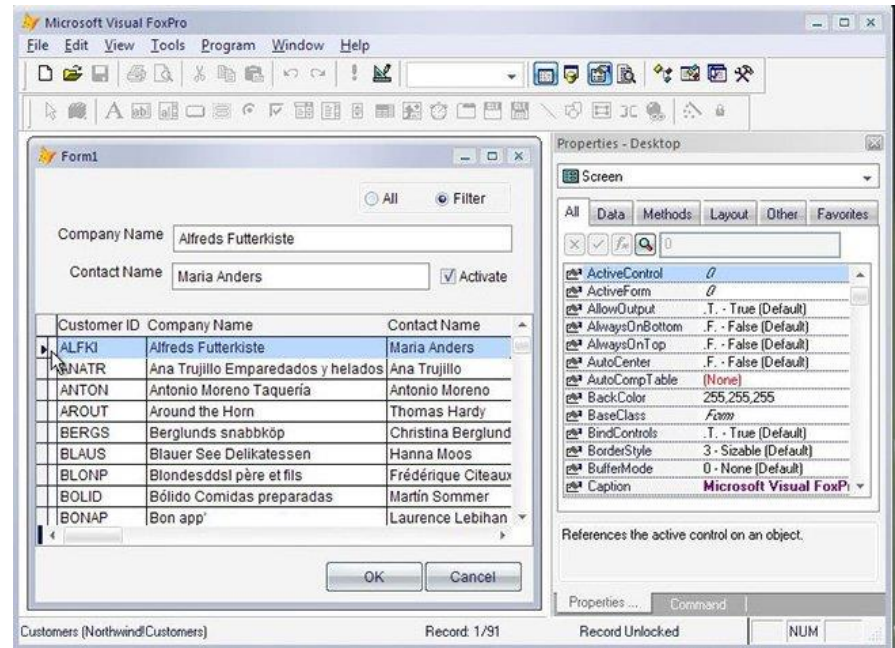 Microsoft Visual FoxPro
File Edit View Tools Program Window Help
Form1
All Filter
Company Name Alfreds Futterkiste
Contact Name Maria Anders Activate
Customer ID Company Name Contact Name
ALFKI Alfreds Futterkiste Maria Anders
ANATR Ana Trujillo Emparedados y helados Ana Trujillo
ANTON Antonio Moreno Taquería Antonio Moreno
AROUT Around the Horn Thomas Hardy
BERGS Berglunds snabbköp Christina Berglund
BLAUS Blauer See Delikatessen Hanna Moos
BLONP Blondesddsl père et fils Frédérique Citeaux
BOLID Bólido Comidas preparadas Martín Sommer
BONAP Bon app' Laurence Lebihan
OK Cancel
Properties - Desktop
Screen
All Data Methods Layout Other Favorites
0
ActiveControl 0
ActiveForm 0
AllowOutput .T. - True (Default)
AlwaysOnBottom .F. - False (Default)
AlwaysOnTop .F. - False (Default)
AutoCenter .F. - False (Default)
AutoCompTable (None)
BackColor 255,255,255
BaseClass Form
BindControls .T. - True (Default)
BorderStyle 3 - Sizable (Default)
BufferMode 0 - None (Default)
Caption Microsoft Visual FoxP
References the active control on an object.
Properties ... Command
Customers (Northwind!Customers) Record: 1/91 Record Unlocked NUM